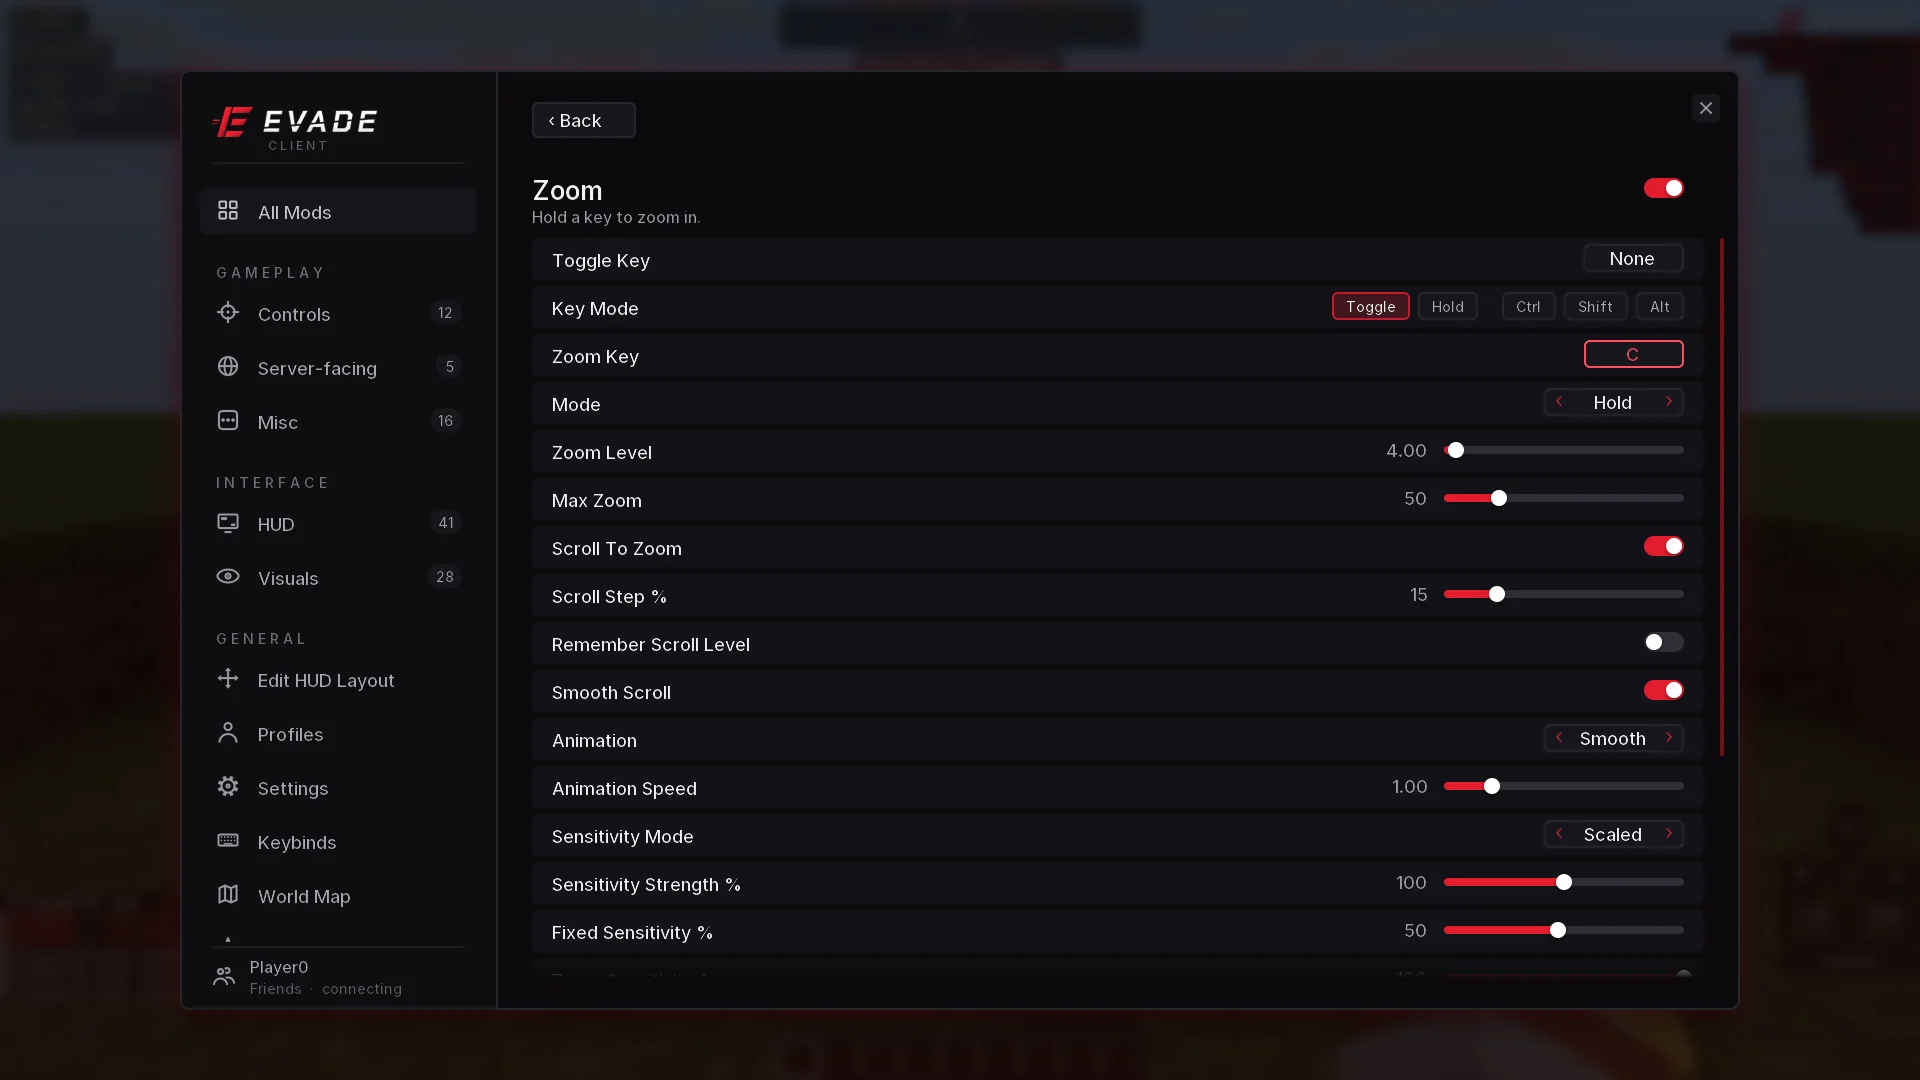 EVADE
CLIENT
All Mods
GAMEPLAY
Controls 12
Server-facing 5
Misc 16
INTERFACE
HUD 41
Visuals 28
GENERAL
Edit HUD Layout
Profiles
Settings
Keybinds
World Map
Player0
Friends · connecting
‹ Back
Zoom
Hold a key to zoom in.
Toggle Key None
Key Mode Toggle Hold Ctrl Shift Alt
Zoom Key C
Mode Hold
Zoom Level 4.00
Max Zoom 50
Scroll To Zoom
Scroll Step % 15
Remember Scroll Level
Smooth Scroll
Animation Smooth
Animation Speed 1.00
Sensitivity Mode Scaled
Sensitivity Strength % 100
Fixed Sensitivity % 50